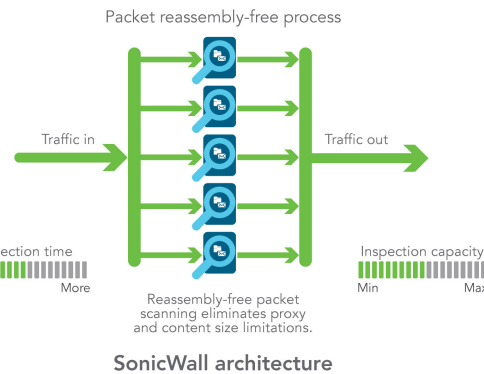 Packet reassembly-free process
Traffic in
Traffic out
ection time
More
Inspection capacity
Min
Max
Reassembly-free packet
scanning eliminates proxy
and content size limitations.
SonicWall architecture